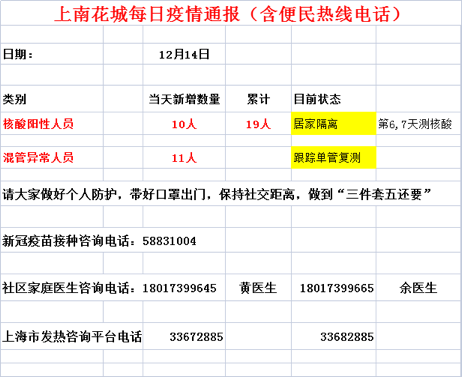 上南花城每日疫情通报（含便民热线电话）
日期： 12月14日
类别 当天新增数量 累计 目前状态
核酸阳性人员 10人 19人 居家隔离 第6,7天测核酸
混管异常人员 11人 跟踪单管复测
请大家做好个人防护，带好口罩出门，保持社交距离，做到“三件套五还要”
新冠疫苗接种咨询电话：58831004
社区家庭医生咨询电话：18017399645 黄医生 18017399665 余医生
上海市发热咨询平台电话 33672885 33682885